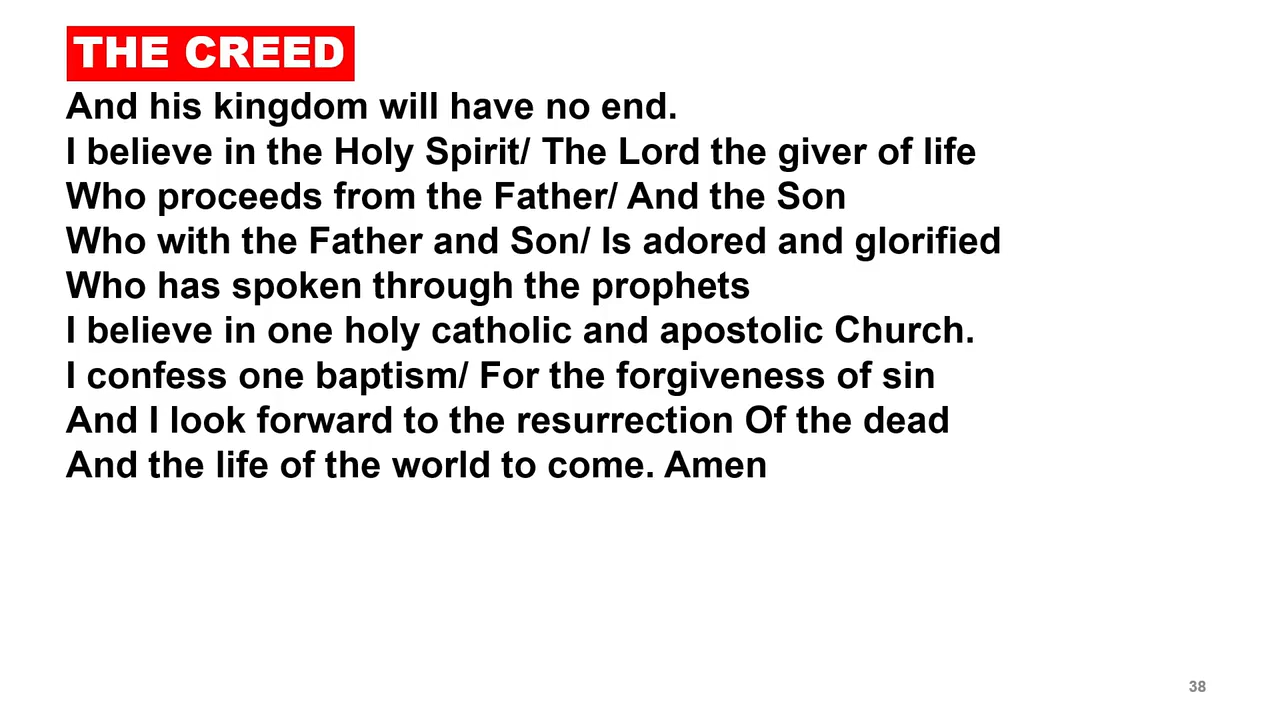 THE CREED
And his kingdom will have no end.
I believe in the Holy Spirit/ The Lord the giver of life
Who proceeds from the Father/ And the Son
Who with the Father and Son/ Is adored and glorified
Who has spoken through the prophets
I believe in one holy catholic and apostolic Church.
I confess one baptism/ For the forgiveness of sin
And I look forward to the resurrection Of the dead
And the life of the world to come. Amen
38